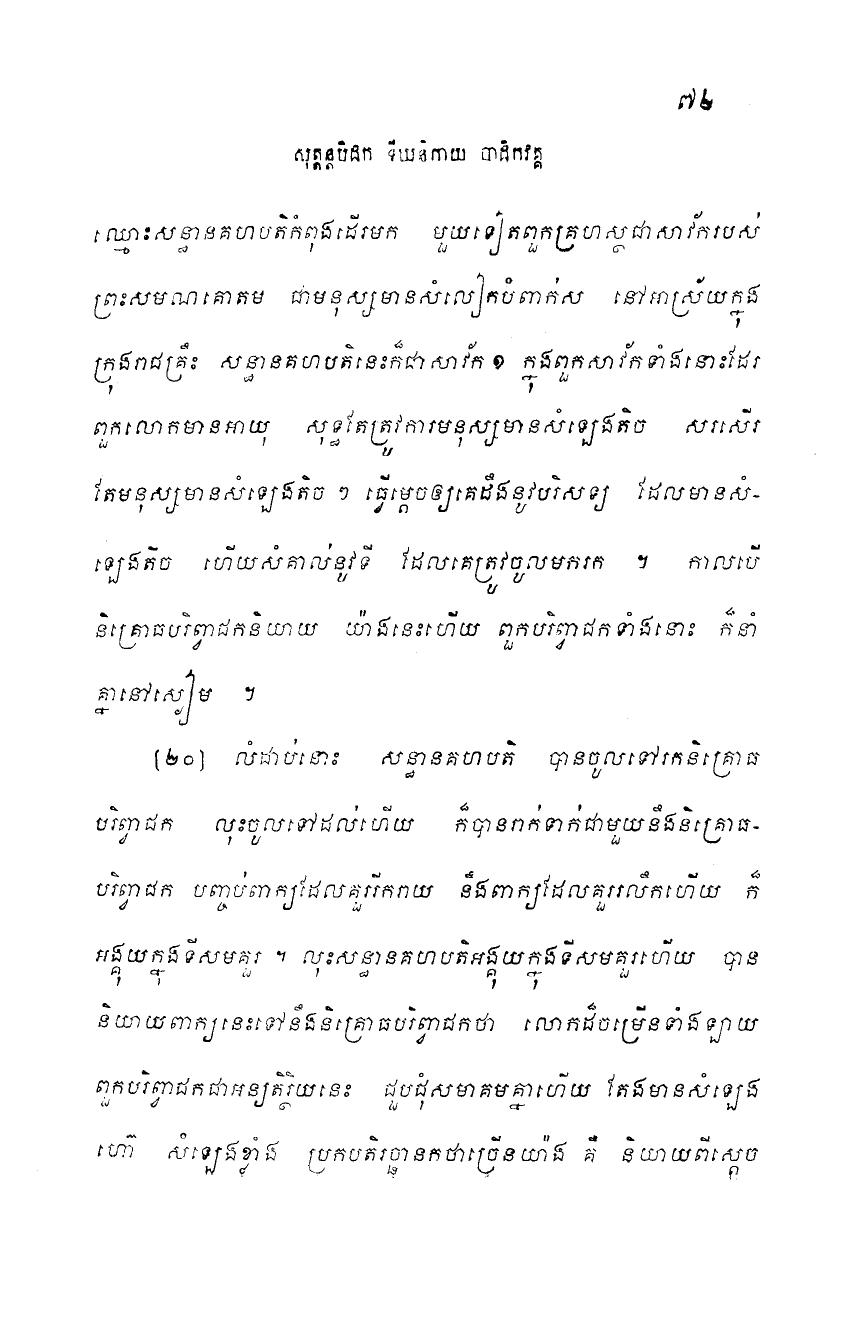 ៧៤
សុត្តន្តបិដក ទីឃនិកាយ បាដិកវគ្គ
ឈ្មោះសន្ធានគហបតិកំពុងដើរមក មួយទៀតពួកគ្រហស្ថជាសាវ័ករបស់
ព្រះសមណគោតម ជាមនុស្សមានសំលៀកបំពាក់ស នៅអាស្រ័យក្នុង
ក្រុងរាជគ្រឹះ សន្ធានគហបតិនេះក៏ជាសាវ័ក១ ក្នុងពួកសាវ័កទាំងនោះដែរ
ពួកលោកមានអាយុ សុទ្ធតែត្រូវការមនុស្សមានសំឡេងតិច សរសើរ
តែមនុស្សមានសំឡេងតិច ៗ ធ្វើម្តេចឲ្យគេដឹងនូវបរិសទ្យ ដែលមានសំ-
ឡេងតិច ហើយសំគាល់នូវទី ដែលគេត្រូវចូលមករក ។ កាលបើ
និគ្រោធបរិព្វាជកនិយាយ យ៉ាងនេះហើយ ពួកបរិព្វាជកទាំងនោះ ក៏នាំ
គ្នានៅស្ងៀម ។
[២០] លំដាប់នោះ សន្ធានគហបតិ បានចូលទៅរកនិគ្រោធ
បរិព្វាជក លុះចូលទៅដល់ហើយ ក៏បានរាក់ទាក់ជាមួយនឹងនិគ្រោធ-
បរិព្វាជក បញ្ចប់ពាក្យដែលគួររីករាយ នឹងពាក្យដែលគួររលឹកហើយ ក៏
អង្គុយក្នុងទីសមគួរ ។ លុះសន្ធានគហបតិអង្គុយក្នុងទីសមគួរហើយ បាន
និយាយពាក្យនេះទៅនឹងនិគ្រោធបរិព្វាជកថា លោកដ៏ចម្រើនទាំងឡាយ
ពួកបរិព្វាជកជាអន្យតិរ្ថិយនេះ ជួបជុំសមាគមគ្នាហើយ តែងមានសំឡេង
ហោ៊ សំឡេងខ្លាំង ប្រកបតិរច្ឆានកថាច្រើនយ៉ាង គឺ និយាយពីស្តេច